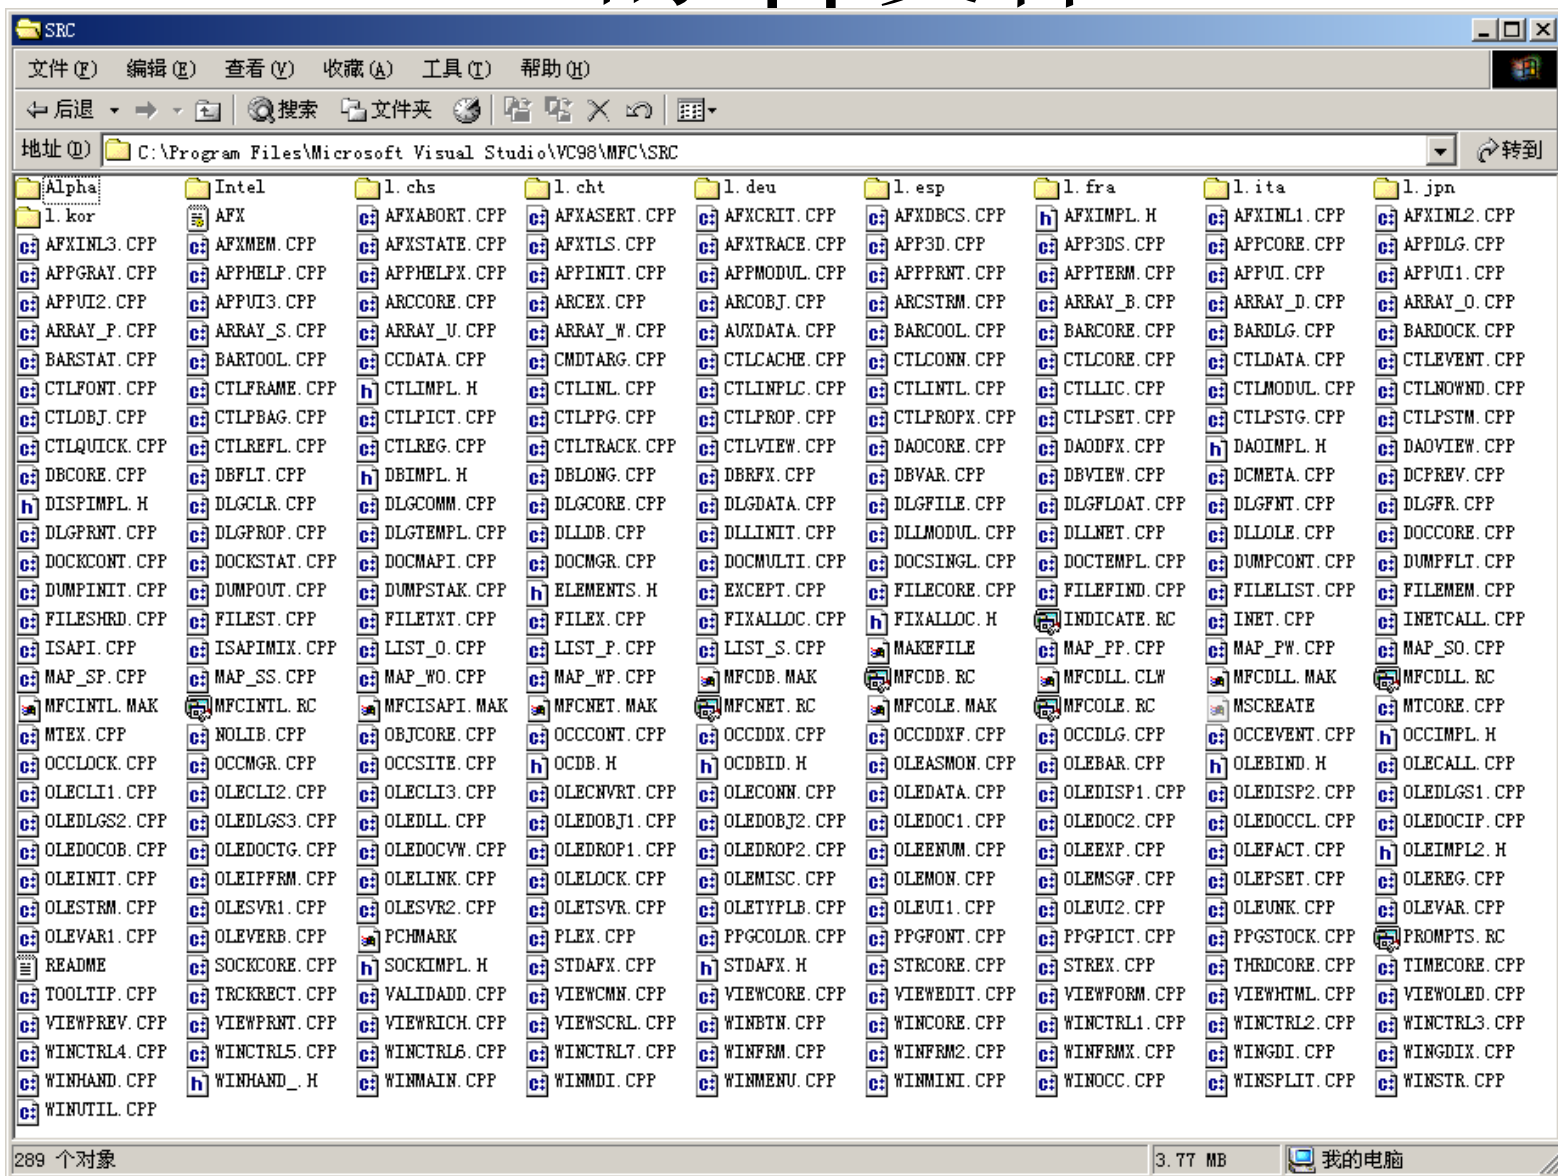 SRC
文件(F) 编辑(E) 查看(V) 收藏(A) 工具(T) 帮助(H)
后退 搜索 文件夹
地址(D) C:\Program Files\Microsoft Visual Studio\VC98\MFC\SRC 转到
Alpha Intel l.chs l.cht l.deu l.esp l.fra l.ita l.jpn
l.kor AFX AFXABORT.CPP AFXASERT.CPP AFXCRIT.CPP AFXDBCS.CPP AFXIMPL.H AFXINL1.CPP AFXINL2.CPP
AFXINL3.CPP AFXMEM.CPP AFXSTATE.CPP AFXTLS.CPP AFXTRACE.CPP APP3D.CPP APP3DS.CPP APPCORE.CPP APPDLG.CPP
APPGRAY.CPP APPHELP.CPP APPHELPX.CPP APPINIT.CPP APPMODUL.CPP APPPRNT.CPP APPTERM.CPP APPUI.CPP APPUI1.CPP
APPUI2.CPP APPUI3.CPP ARCCORE.CPP ARCEX.CPP ARCOBJ.CPP ARCSTRM.CPP ARRAY_B.CPP ARRAY_D.CPP ARRAY_O.CPP
ARRAY_P.CPP ARRAY_S.CPP ARRAY_U.CPP ARRAY_W.CPP AUXDATA.CPP BARCOOL.CPP BARCORE.CPP BARDLG.CPP BARDOCK.CPP
BARSTAT.CPP BARTOOL.CPP CCDATA.CPP CMDTARG.CPP CTLCACHE.CPP CTLCONN.CPP CTLCORE.CPP CTLDATA.CPP CTLEVENT.CPP
CTLFONT.CPP CTLFRAME.CPP CTLIMPL.H CTLINL.CPP CTLINPLC.CPP CTLINTL.CPP CTLLIC.CPP CTLMODUL.CPP CTLNOWND.CPP
CTLOBJ.CPP CTLPBAG.CPP CTLPICT.CPP CTLPPG.CPP CTLPROP.CPP CTLPROPX.CPP CTLPSET.CPP CTLPSTG.CPP CTLPSTM.CPP
CTLQUICK.CPP CTLREFL.CPP CTLREG.CPP CTLTRACK.CPP CTLVIEW.CPP DAOCORE.CPP DAODFX.CPP DAOIMPL.H DAOVIEW.CPP
DBCORE.CPP DBFLT.CPP DBIMPL.H DBLONG.CPP DBRFX.CPP DBVAR.CPP DBVIEW.CPP DCMETA.CPP DCPREV.CPP
DISPIMPL.H DLGCLR.CPP DLGCOMM.CPP DLGCORE.CPP DLGDATA.CPP DLGFILE.CPP DLGFLOAT.CPP DLGFNT.CPP DLGFR.CPP
DLGPRNT.CPP DLGPROP.CPP DLGTEMPL.CPP DLLDB.CPP DLLINIT.CPP DLLMODUL.CPP DLLNET.CPP DLLOLE.CPP DOCCORE.CPP
DOCKCONT.CPP DOCKSTAT.CPP DOCMAPI.CPP DOCMGR.CPP DOCMULTI.CPP DOCSINGL.CPP DOCTEMPL.CPP DUMPCONT.CPP DUMPFLT.CPP
DUMPINIT.CPP DUMPOUT.CPP DUMPSTAK.CPP ELEMENTS.H EXCEPT.CPP FILECORE.CPP FILEFIND.CPP FILELIST.CPP FILEMEM.CPP
FILESHRD.CPP FILEST.CPP FILETXT.CPP FILEX.CPP FIXALLOC.CPP FIXALLOC.H INDICATE.RC INET.CPP INETCALL.CPP
ISAPI.CPP ISAPIMIX.CPP LIST_O.CPP LIST_P.CPP LIST_S.CPP MAKEFILE MAP_PP.CPP MAP_PW.CPP MAP_SO.CPP
MAP_SP.CPP MAP_SS.CPP MAP_WO.CPP MAP_WP.CPP MFCDB.MAK MFCDB.RC MFCDLL.CLW MFCDLL.MAK MFCDLL.RC
MFCINTL.MAK MFCINTL.RC MFCISAPI.MAK MFCNET.MAK MFCNET.RC MFCOLE.MAK MFCOLE.RC MSCREATE MTCORE.CPP
MTEX.CPP NOLIB.CPP OBJCORE.CPP OCCCONT.CPP OCCDDX.CPP OCCDDXF.CPP OCCDLG.CPP OCCEVENT.CPP OCCIMPL.H
OCCLOCK.CPP OCCMGR.CPP OCCSITE.CPP OCDB.H OCDBID.H OLEASMON.CPP OLEBAR.CPP OLEBIND.H OLECALL.CPP
OLECLI1.CPP OLECLI2.CPP OLECLI3.CPP OLECNVRT.CPP OLECONN.CPP OLEDATA.CPP OLEDISP1.CPP OLEDISP2.CPP OLEDLGS1.CPP
OLEDLGS2.CPP OLEDLGS3.CPP OLEDLL.CPP OLEDOBJ1.CPP OLEDOBJ2.CPP OLEDOC1.CPP OLEDOC2.CPP OLEDOCCL.CPP OLEDOCIP.CPP
OLEDOCOB.CPP OLEDOCTG.CPP OLEDOCVW.CPP OLEDROP1.CPP OLEDROP2.CPP OLEENUM.CPP OLEEXP.CPP OLEFACT.CPP OLEIMPL2.H
OLEINIT.CPP OLEIPFRM.CPP OLELINK.CPP OLELOCK.CPP OLEMISC.CPP OLEMON.CPP OLEMSGF.CPP OLEPSET.CPP OLEREG.CPP
OLESTRM.CPP OLESVR1.CPP OLESVR2.CPP OLETSVR.CPP OLETYPLB.CPP OLEUI1.CPP OLEUI2.CPP OLEUNK.CPP OLEVAR.CPP
OLEVAR1.CPP OLEVERB.CPP PCHMARK PLEX.CPP PPGCOLOR.CPP PPGFONT.CPP PPGPICT.CPP PPGSTOCK.CPP PROMPTS.RC
README SOCKCORE.CPP SOCKIMPL.H STDAFX.CPP STDAFX.H STRCORE.CPP STREX.CPP THRDCORE.CPP TIMECORE.CPP
TOOLTIP.CPP TRCKRECT.CPP VALIDADD.CPP VIEWCMN.CPP VIEWCORE.CPP VIEWEDIT.CPP VIEWFORM.CPP VIEWHTML.CPP VIEWOLED.CPP
VIEWPREV.CPP VIEWPRNT.CPP VIEWRICH.CPP VIEWSCRL.CPP WINBTN.CPP WINCORE.CPP WINCTRL1.CPP WINCTRL2.CPP WINCTRL3.CPP
WINCTRL4.CPP WINCTRL5.CPP WINCTRL6.CPP WINCTRL7.CPP WINFRM.CPP WINFRM2.CPP WINFRMX.CPP WINGDI.CPP WINGDIX.CPP
WINHAND.CPP WINHAND_.H WINMAIN.CPP WINMDI.CPP WINMENU.CPP WINMINI.CPP WINOCC.CPP WINSPLIT.CPP WINSTR.CPP
WINUTIL.CPP
289 个对象 3.77 MB 我的电脑